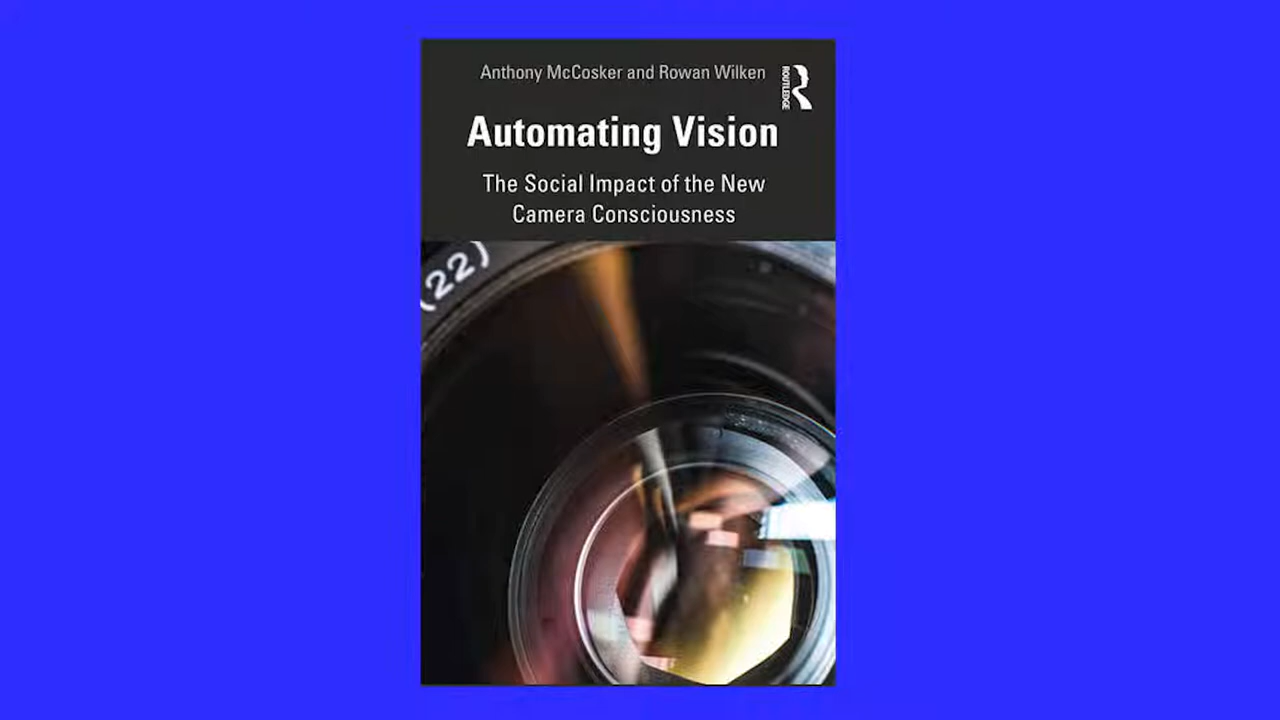 Anthony McCosker and Rowan Wilken
ROUTLEDGE
Automating Vision
The Social Impact of the New
Camera Consciousness
(22)